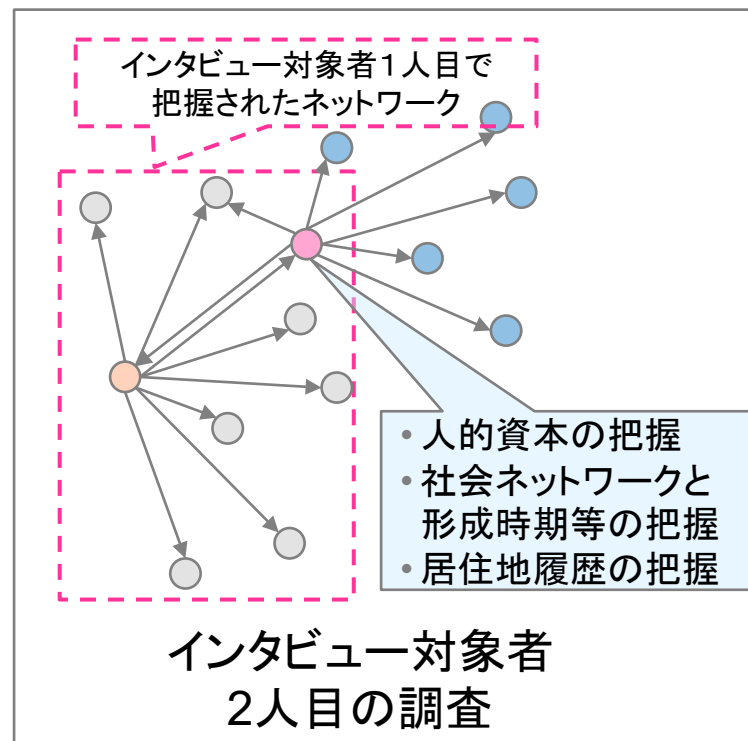 インタビュー対象者１人目で
把握されたネットワーク
• 人的資本の把握
• 社会ネットワークと
形成時期等の把握
• 居住地履歴の把握
インタビュー対象者
2人目の調査